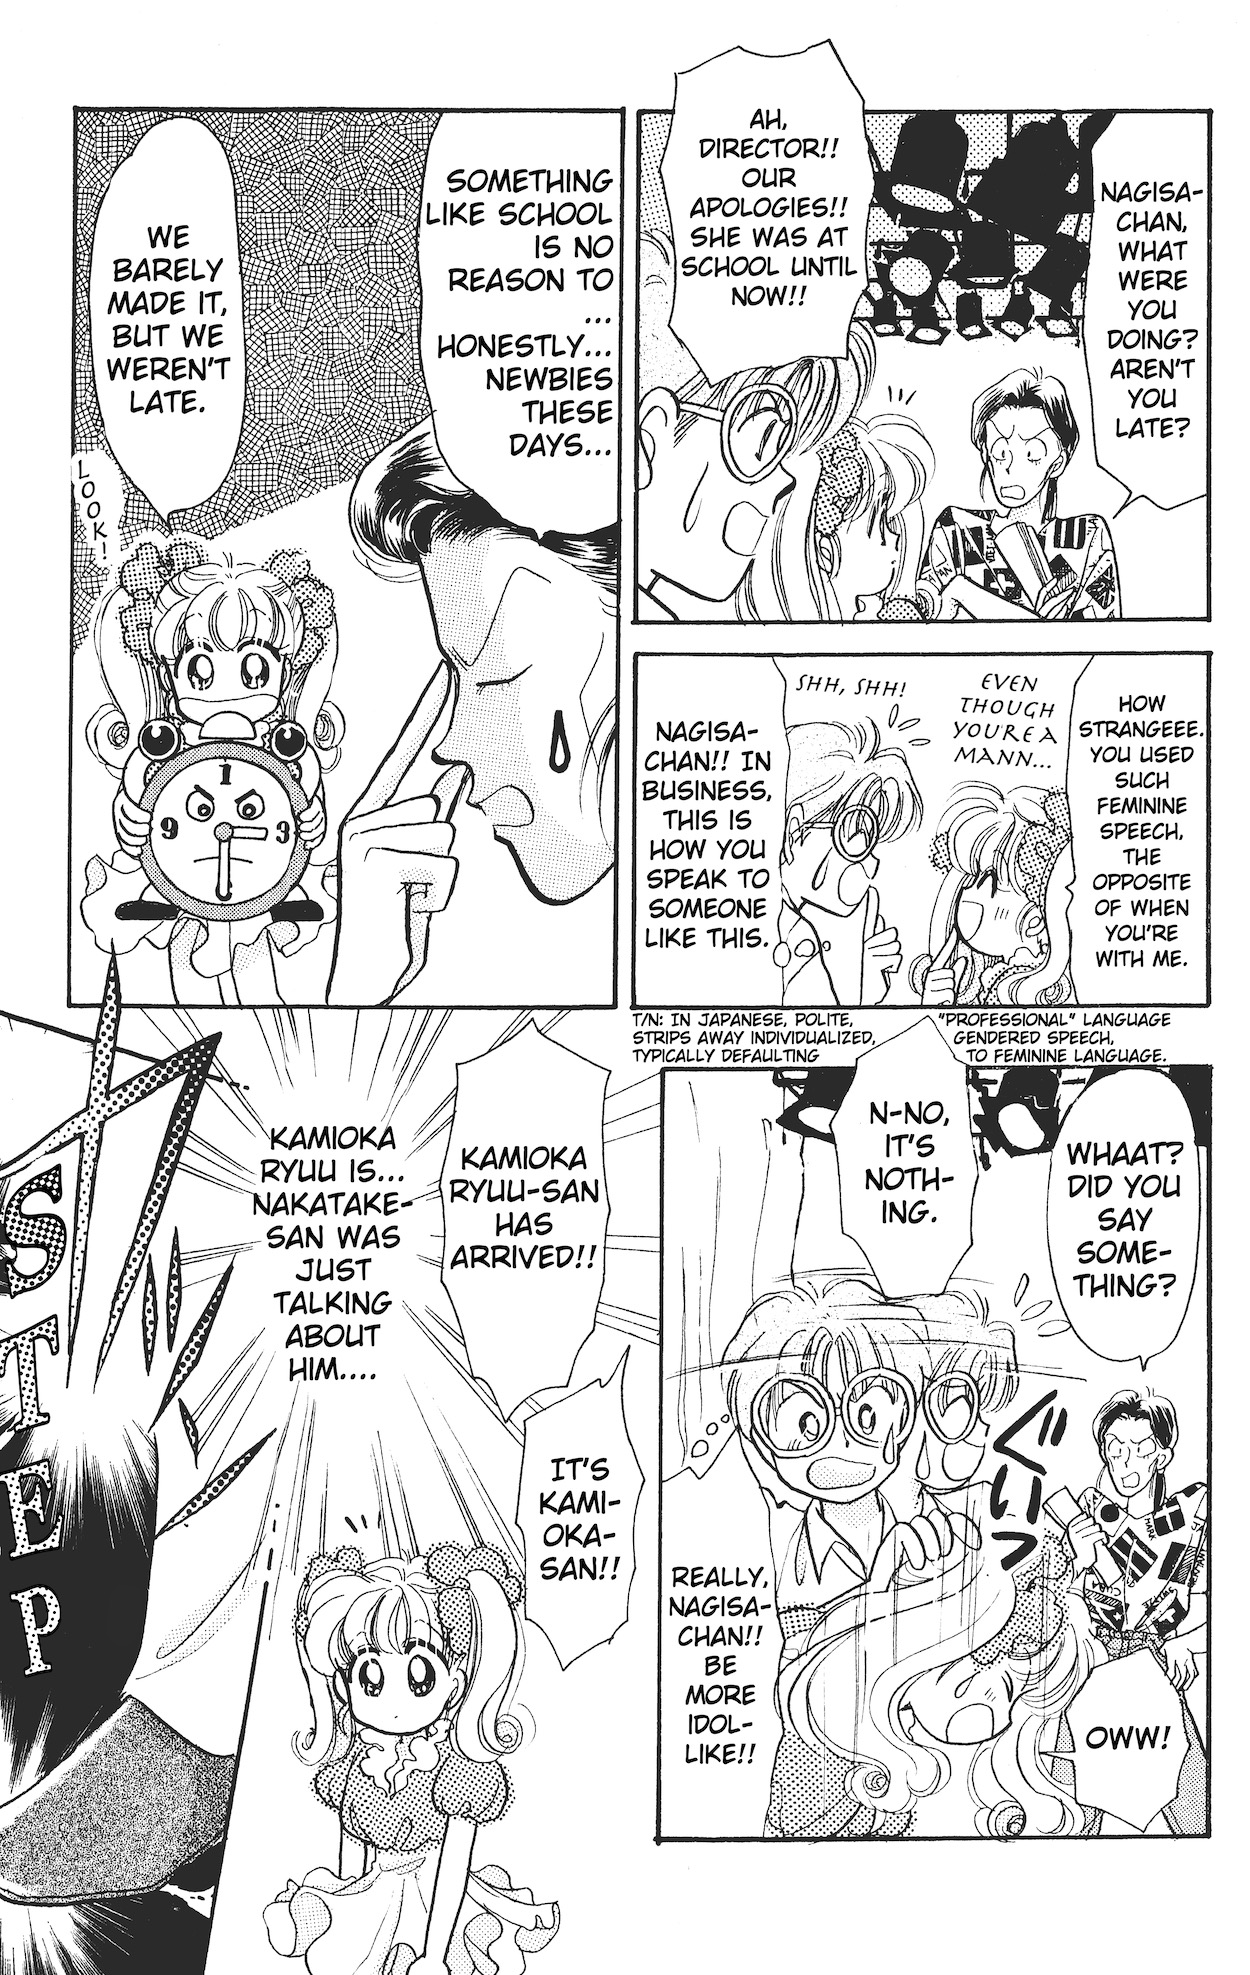 NAGISA-
CHAN,
WHAT
WERE
YOU
DOING?
AREN'T
YOU
LATE?
AH,
DIRECTOR!!
OUR
APOLOGIES!!
SHE WAS AT
SCHOOL UNTIL
NOW!!
HOW
STRANGEEE.
YOU USED
SUCH
FEMININE
SPEECH,
THE
OPPOSITE
OF WHEN
YOU'RE
WITH ME.
EVEN
THOUGH
YOU'RE A
MANN...
SHH, SHH!
NAGISA-
CHAN!! IN
BUSINESS,
THIS IS
HOW YOU
SPEAK TO
SOMEONE
LIKE THIS.
T/N: IN JAPANESE, POLITE, "PROFESSIONAL" LANGUAGE
STRIPS AWAY INDIVIDUALIZED, GENDERED SPEECH,
TYPICALLY DEFAULTING TO FEMININE LANGUAGE.
SOMETHING
LIKE SCHOOL
IS NO
REASON TO
...
HONESTLY...
NEWBIES
THESE
DAYS...
WE
BARELY
MADE IT,
BUT WE
WEREN'T
LATE.
LOOK!
1
9 3
WHAAT?
DID YOU
SAY
SOME-
THING?
N-NO,
IT'S
NOTH-
ING.
ぐいっ
OWW!
REALLY,
NAGISA-
CHAN!!
BE
MORE
IDOL-
LIKE!!
KAMIOKA
RYUU-SAN
HAS
ARRIVED!!
IT'S
KAMI-
OKA-
SAN!!
KAMIOKA
RYUU IS...
NAKATAKE-
SAN WAS
JUST
TALKING
ABOUT
HIM....
STEP